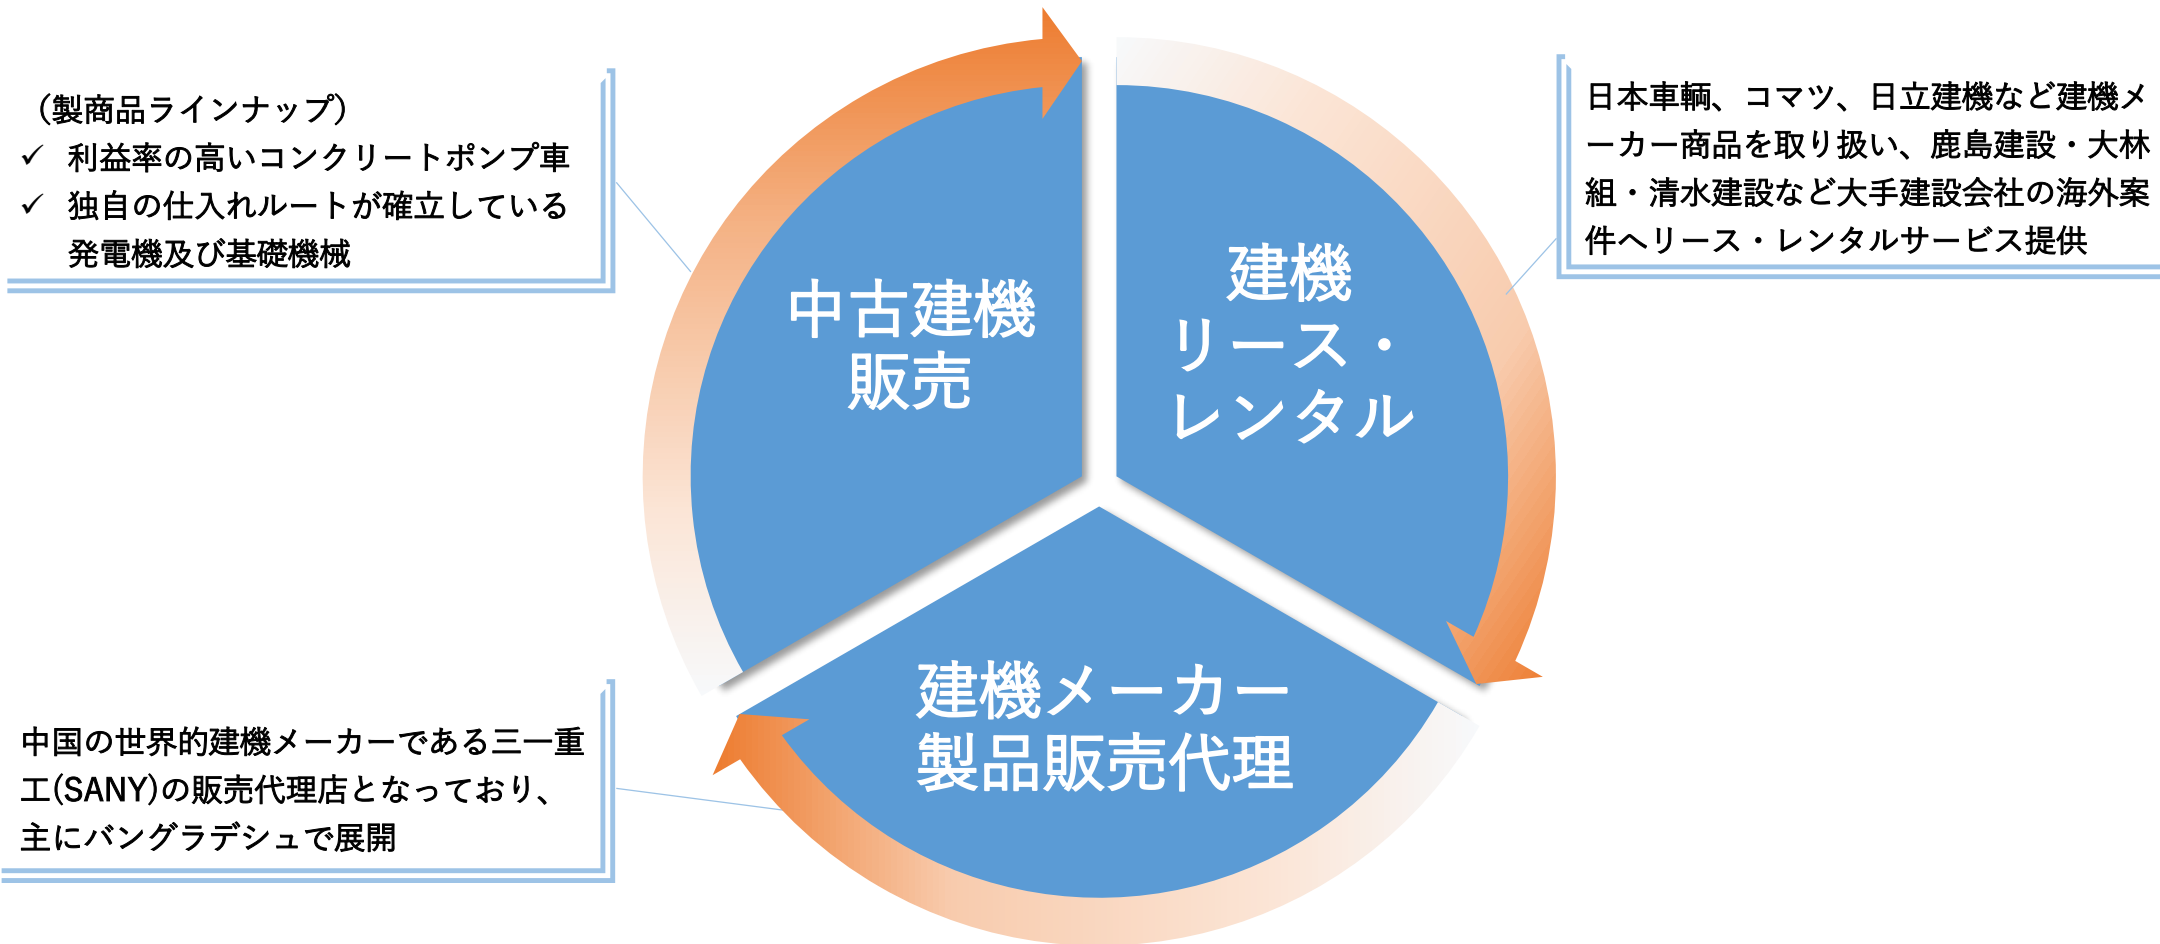 （製商品ラインナップ）
✓ 利益率の高いコンクリートポンプ車
✓ 独自の仕入れルートが確立している
発電機及び基礎機械
日本車輌、コマツ、日立建機など建機メ
ーカー商品を取り扱い、鹿島建設・大林
組・清水建設など大手建設会社の海外案
件へリース・レンタルサービス提供
中古建機
販売
建機
リース・
レンタル
建機メーカー
製品販売代理
中国の世界的建機メーカーである三一重
工(SANY)の販売代理店となっており、
主にバングラデシュで展開